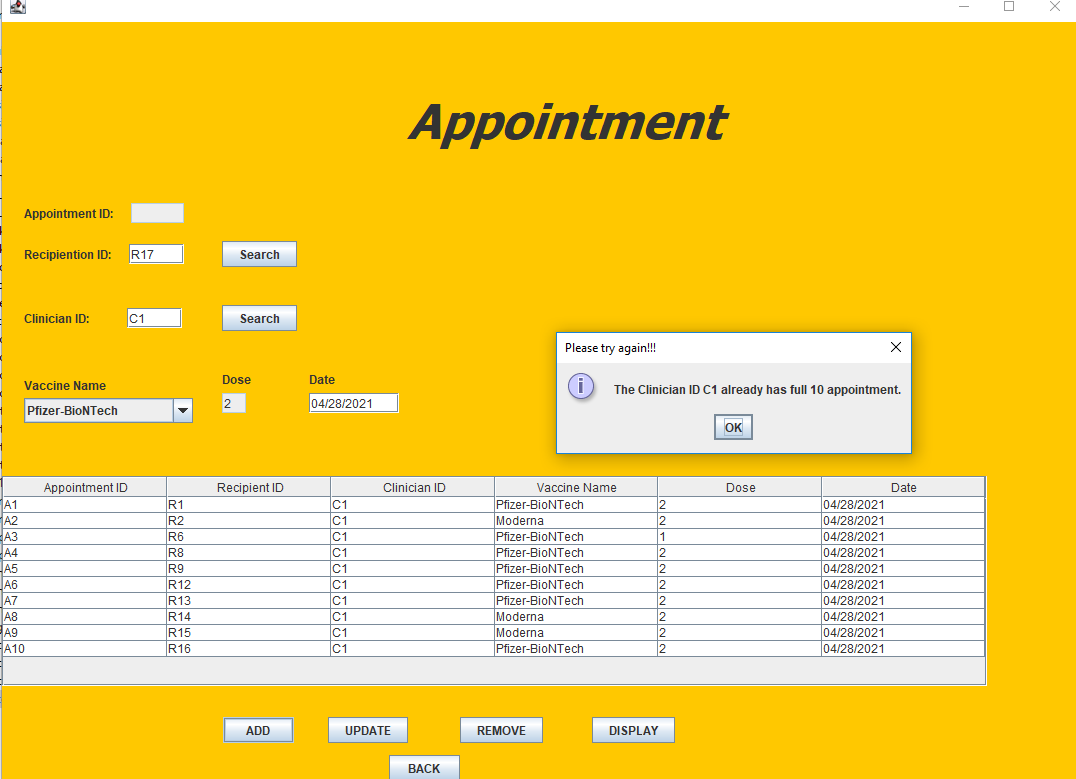 Appointment
Appointment ID:
Recipiention ID: R17 Search
Clinician ID: C1 Search
Please try again!!!
The Clinician ID C1 already has full 10 appointment.
OK
Vaccine Name Dose Date
Pfizer-BioNTech 2 04/28/2021
Appointment ID Recipient ID Clinician ID Vaccine Name Dose Date
A1 R1 C1 Pfizer-BioNTech 2 04/28/2021
A2 R2 C1 Moderna 2 04/28/2021
A3 R6 C1 Pfizer-BioNTech 1 04/28/2021
A4 R8 C1 Pfizer-BioNTech 2 04/28/2021
A5 R9 C1 Pfizer-BioNTech 2 04/28/2021
A6 R12 C1 Pfizer-BioNTech 2 04/28/2021
A7 R13 C1 Pfizer-BioNTech 2 04/28/2021
A8 R14 C1 Moderna 2 04/28/2021
A9 R15 C1 Moderna 2 04/28/2021
A10 R16 C1 Pfizer-BioNTech 2 04/28/2021
ADD UPDATE REMOVE DISPLAY
BACK